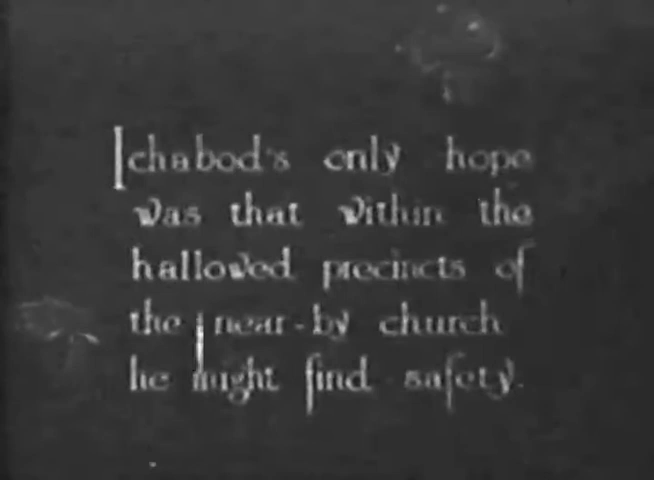 Ichabod's only hope
was that within the
hallowed precincts of
the near-by church
he might find safety.